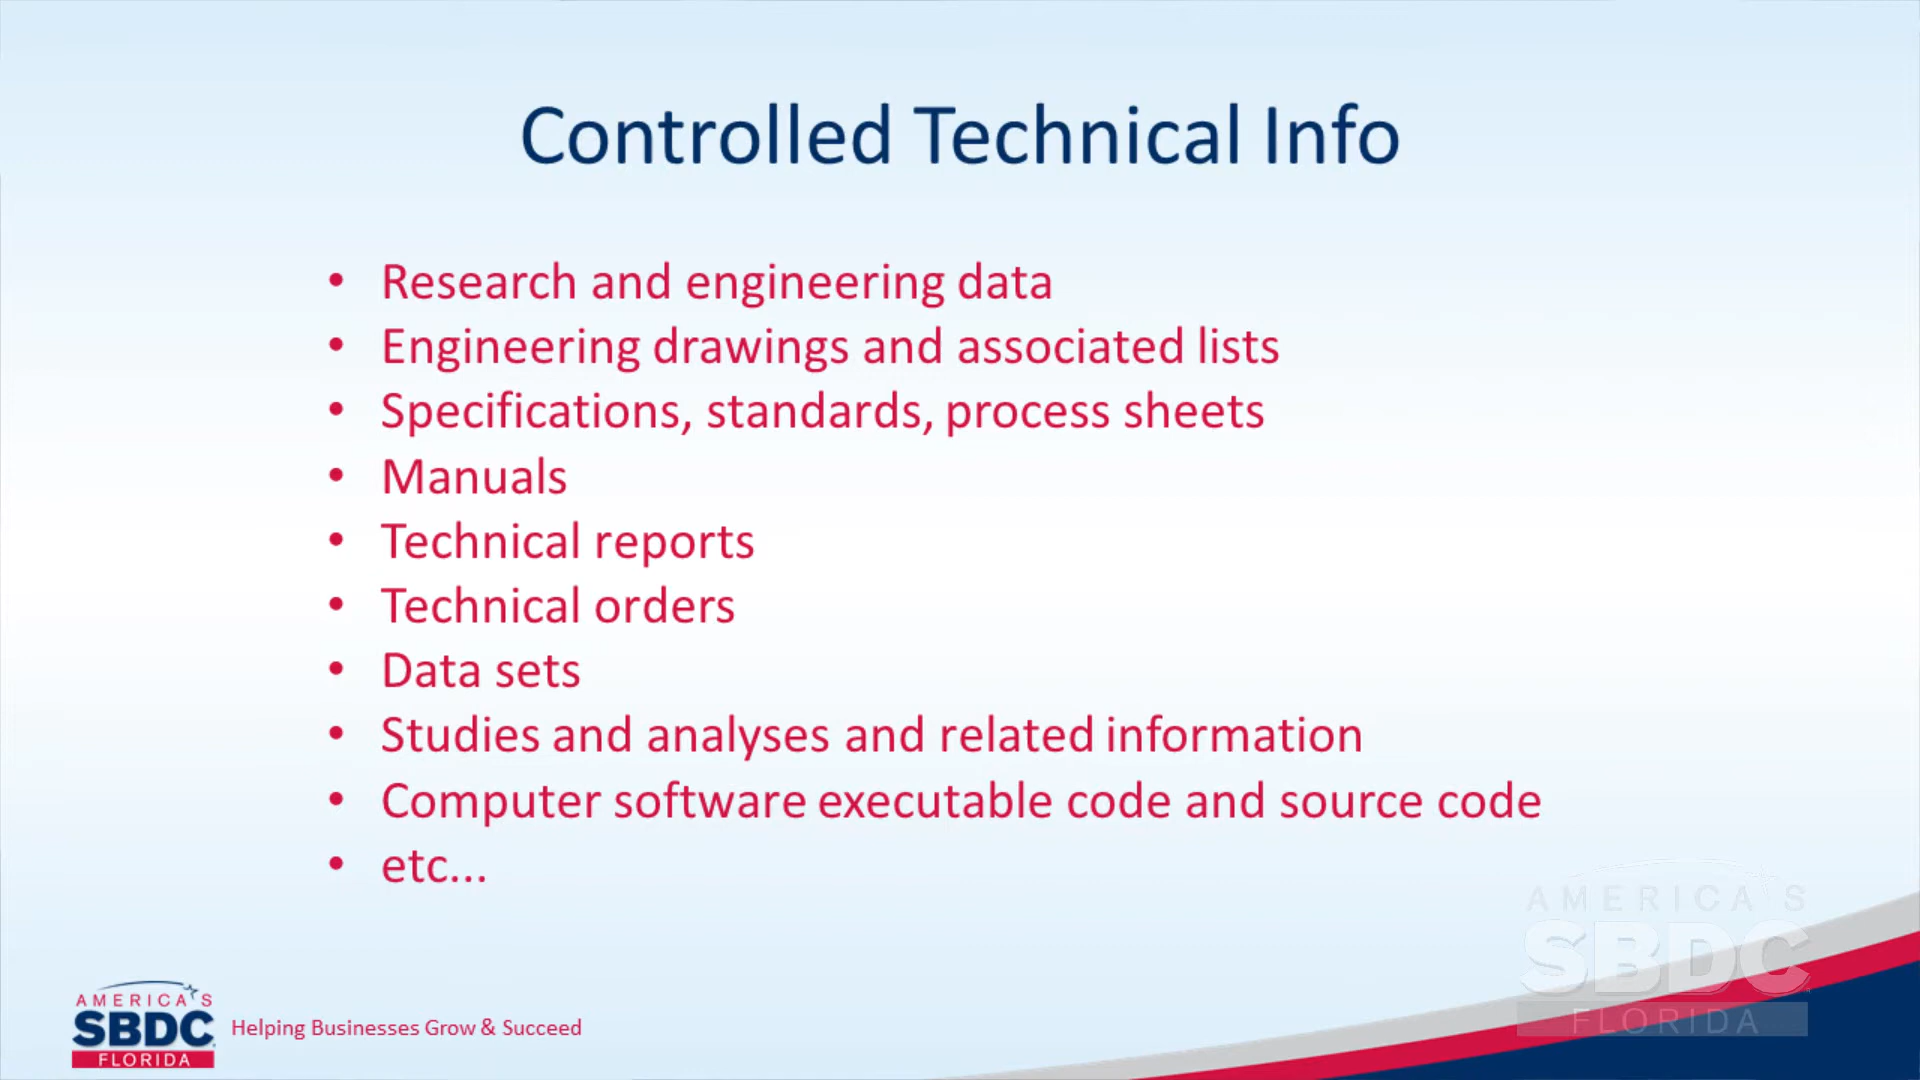 Controlled Technical Info
• Research and engineering data
• Engineering drawings and associated lists
• Specifications, standards, process sheets
• Manuals
• Technical reports
• Technical orders
• Data sets
• Studies and analyses and related information
• Computer software executable code and source code
• etc...
AMERICA'S
SBDC
FLORIDA
Helping Businesses Grow & Succeed
AMERICA'S
SBDC
FLORIDA